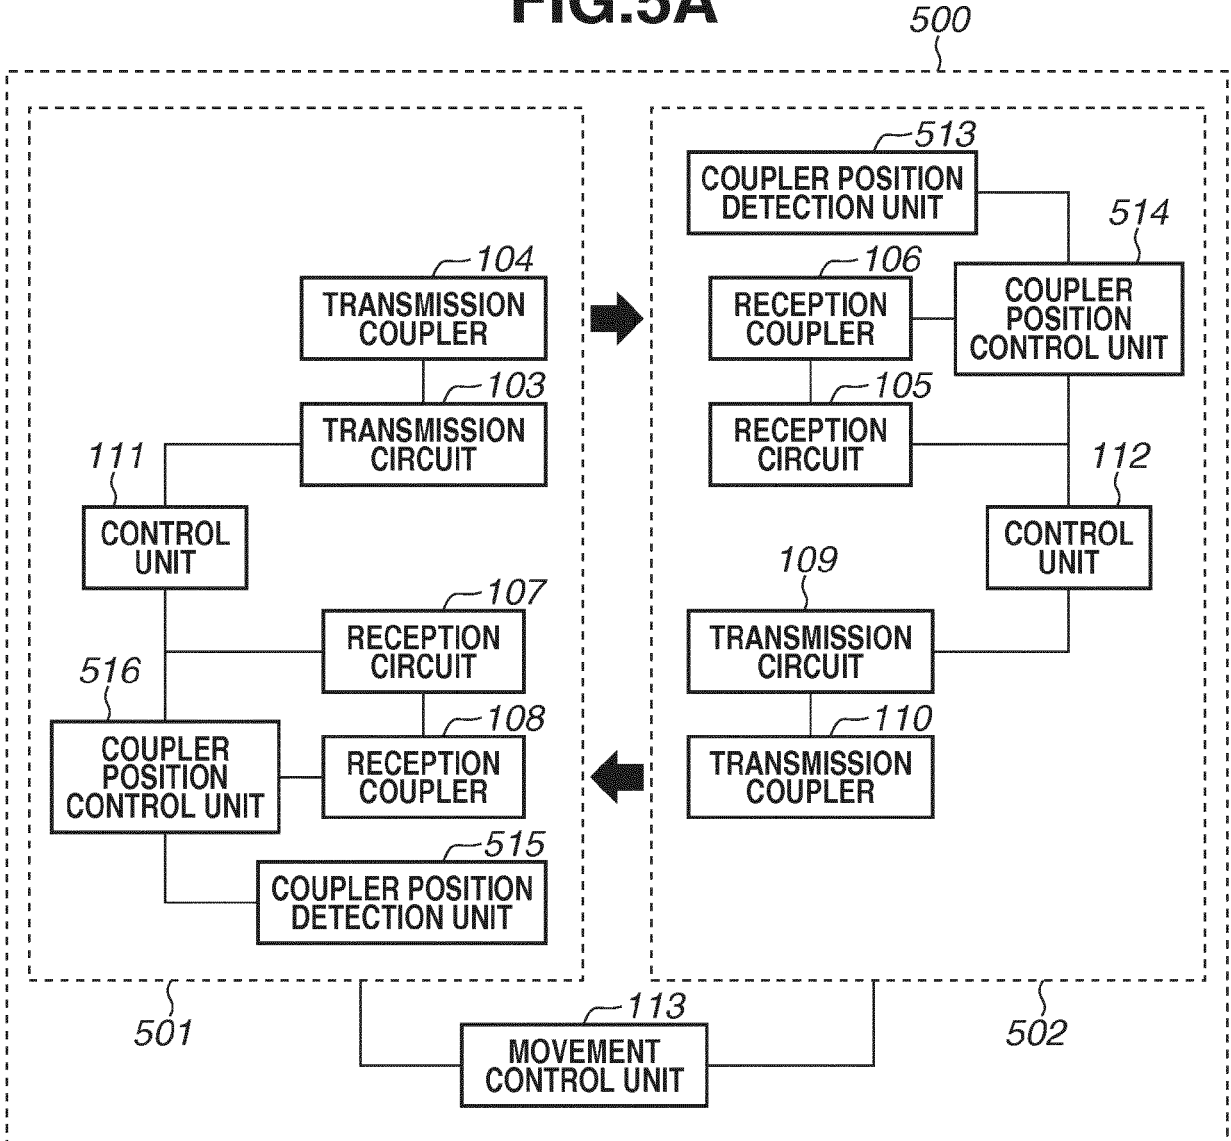 FIG.5A
500
513
COUPLER POSITION
DETECTION UNIT
514
COUPLER
POSITION
CONTROL UNIT
104
TRANSMISSION
COUPLER
106
RECEPTION
COUPLER
103
TRANSMISSION
CIRCUIT
105
RECEPTION
CIRCUIT
111
CONTROL
UNIT
112
CONTROL
UNIT
107
RECEPTION
CIRCUIT
109
TRANSMISSION
CIRCUIT
516
COUPLER
POSITION
CONTROL UNIT
108
RECEPTION
COUPLER
110
TRANSMISSION
COUPLER
515
COUPLER POSITION
DETECTION UNIT
501
113
MOVEMENT
CONTROL UNIT
502